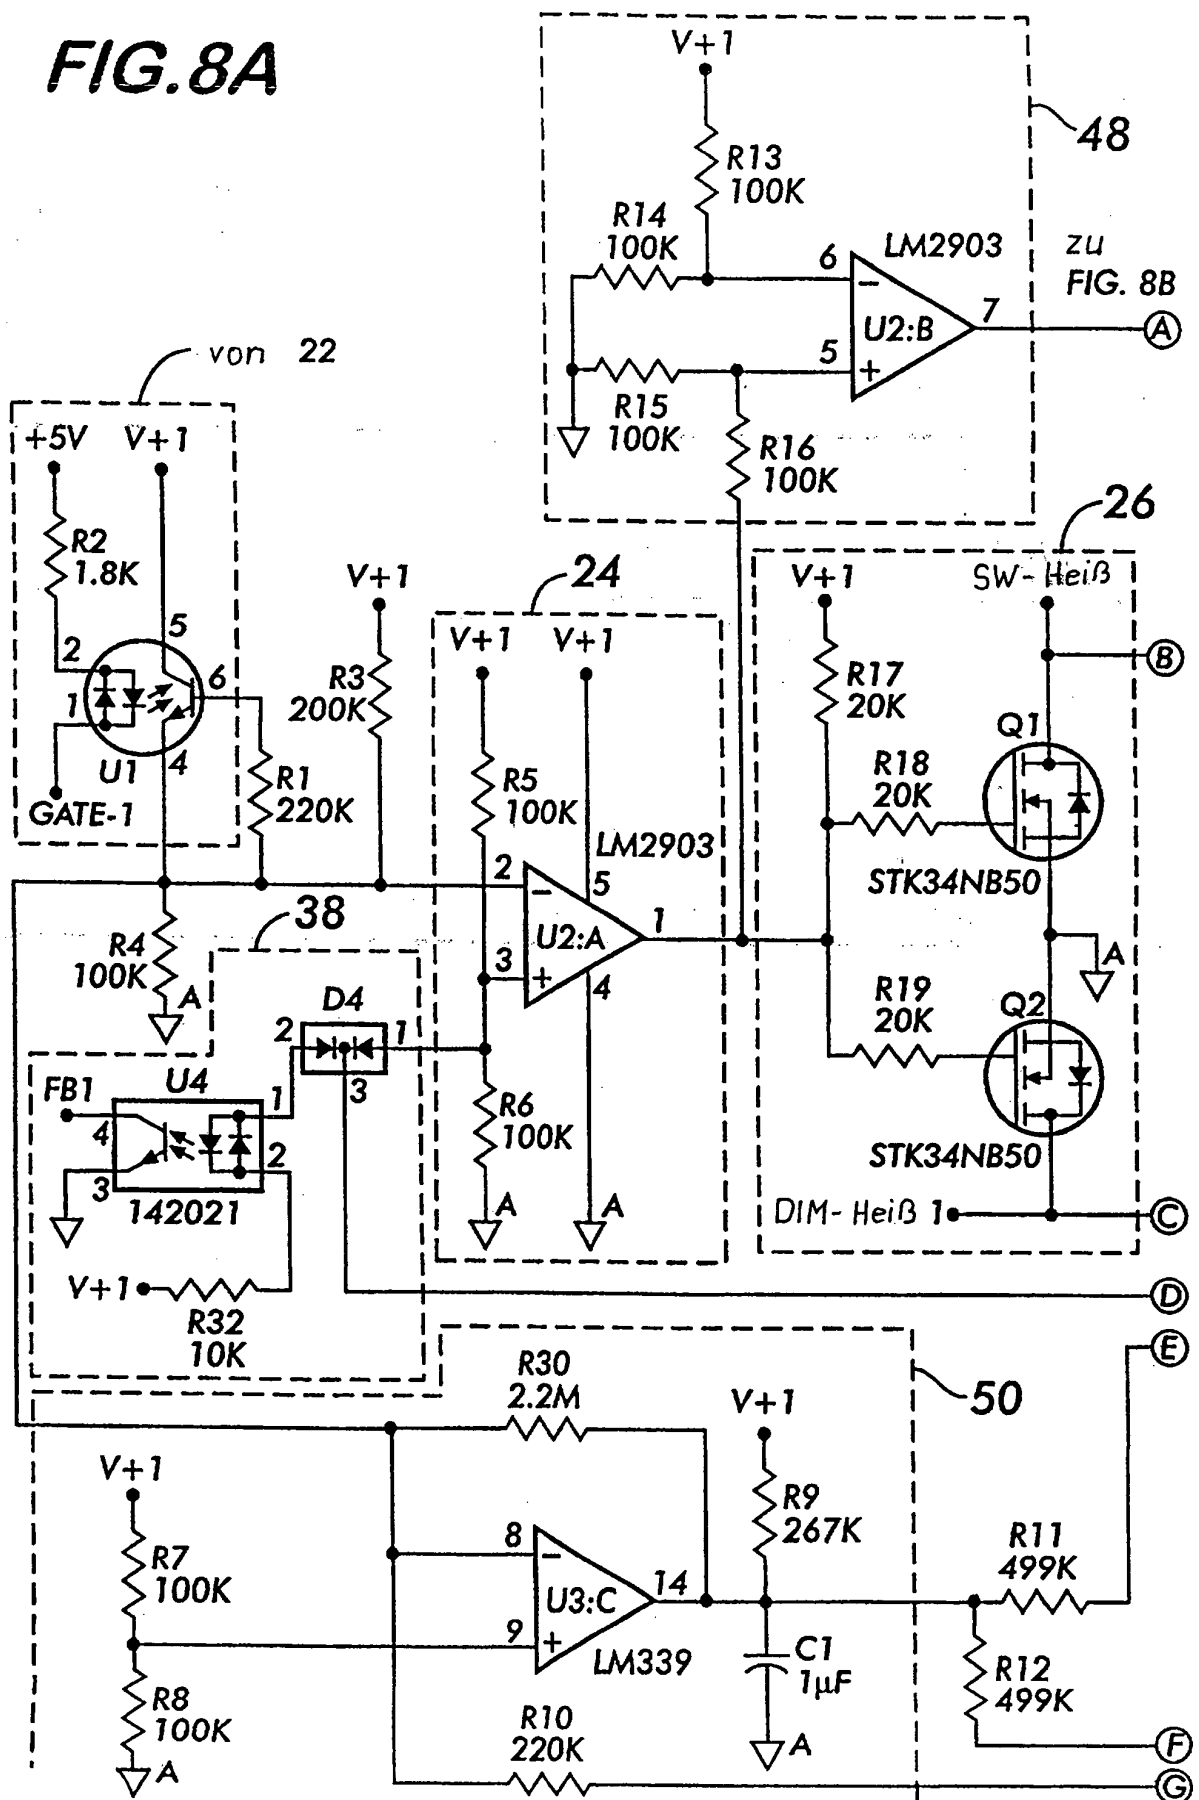 FIG.8A
V+1
48
R13
100K
R14
100K
LM2903
zu
FIG. 8B
6
−
U2:B
7
A
5
+
R15
100K
R16
100K
von 22
+5V
V+1
R2
1.8K
5
2
6
1
4
U1
GATE-1
R1
220K
V+1
R3
200K
24
V+1
V+1
R5
100K
LM2903
2
−
5
U2:A
1
3
+
4
R6
100K
A
A
26
V+1
SW-Heiß
B
R17
20K
Q1
R18
20K
STK34NB50
A
R19
20K
Q2
STK34NB50
DIM-Heiß 1
C
R4
100K
A
38
D4
2
1
3
FB1
U4
1
4
2
3
142021
V+1
R32
10K
D
E
50
R30
2.2M
V+1
R9
267K
V+1
R7
100K
8
−
U3:C
14
9
+
LM339
R8
100K
A
C1
1µF
A
R11
499K
R12
499K
F
R10
220K
G